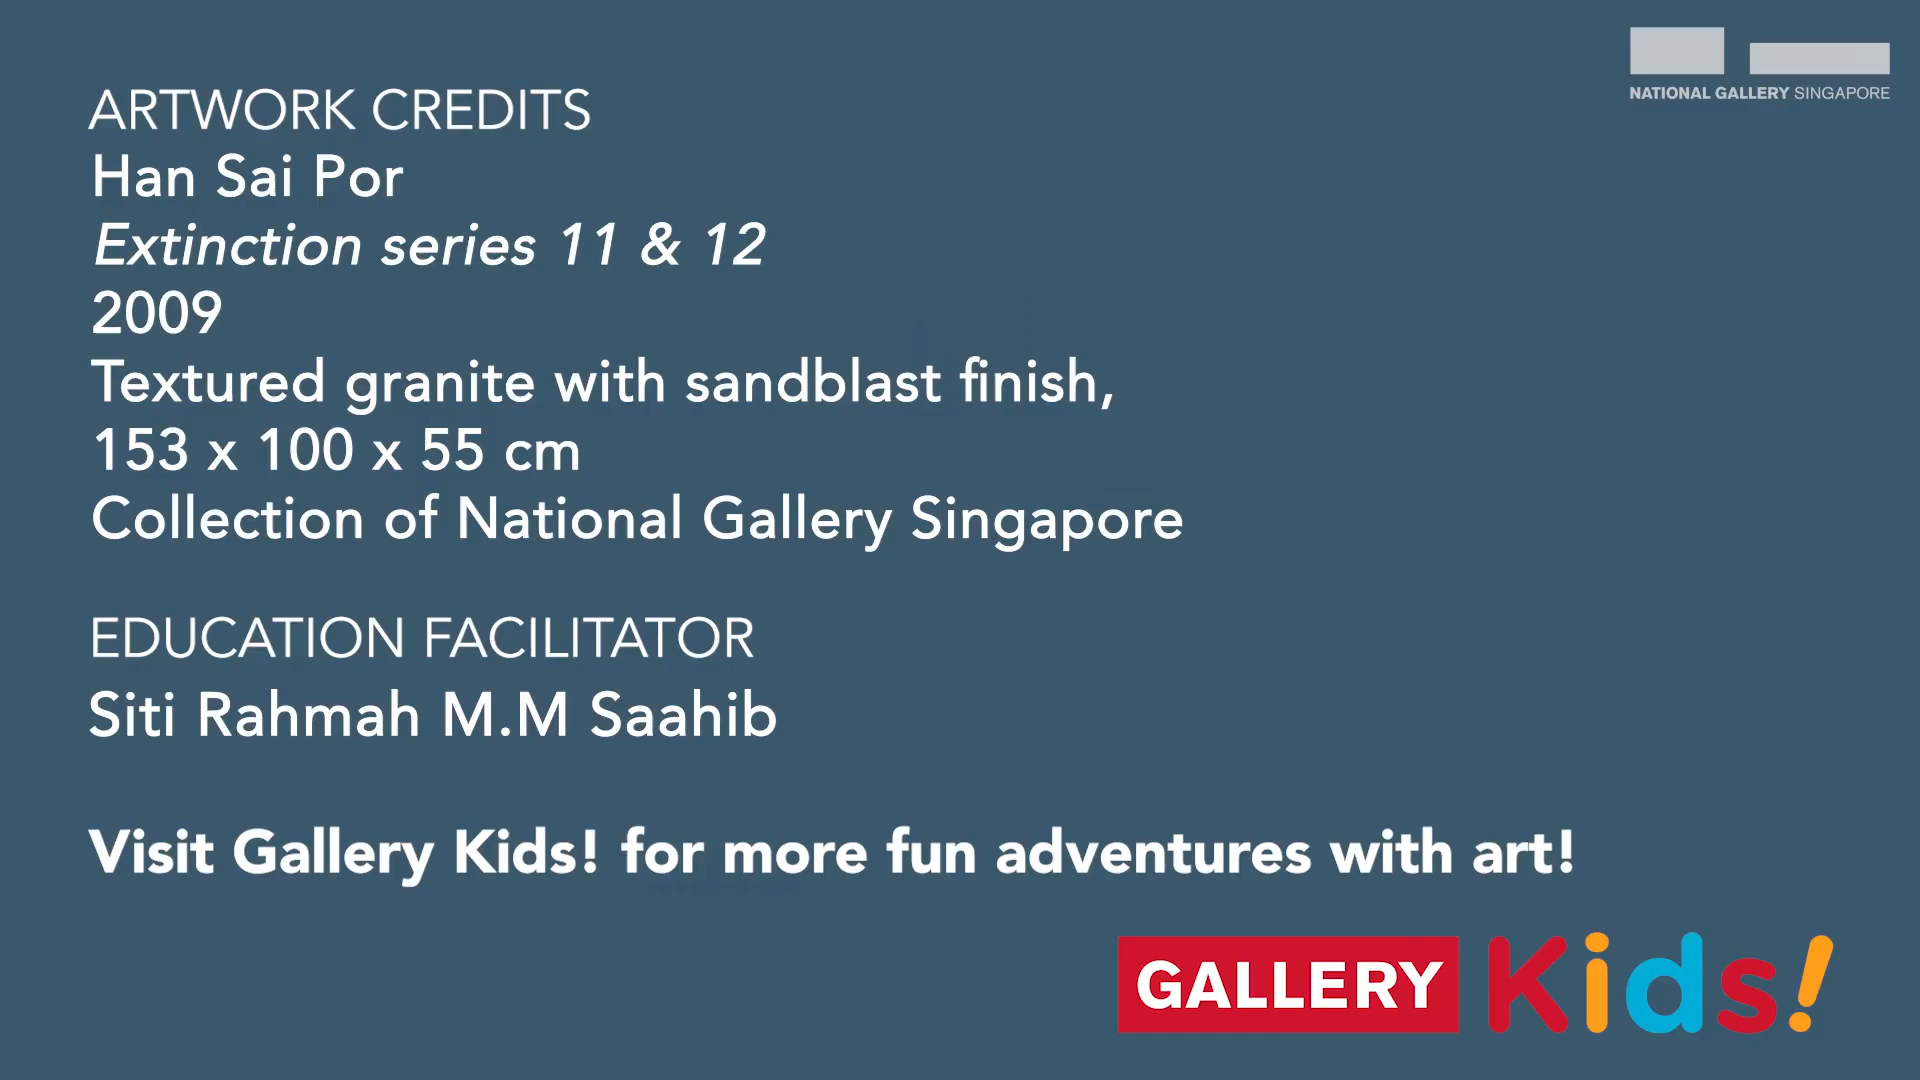 NATIONAL GALLERY SINGAPORE
ARTWORK CREDITS
Han Sai Por
Extinction series 11 & 12
2009
Textured granite with sandblast finish,
153 x 100 x 55 cm
Collection of National Gallery Singapore
EDUCATION FACILITATOR
Siti Rahmah M.M Saahib
Visit Gallery Kids! for more fun adventures with art!
GALLERY Kids!